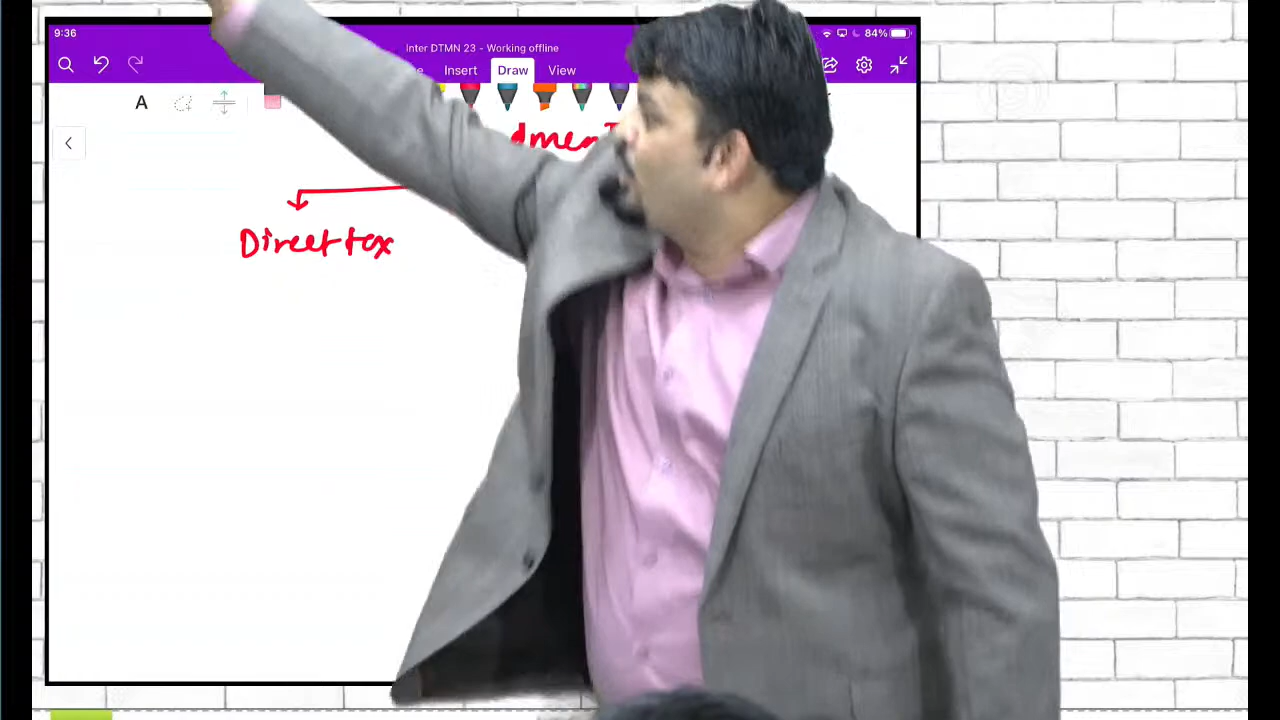 9:36
84%
Inter DTMN 23 - Working offline
Insert Draw View
A
Direct tax